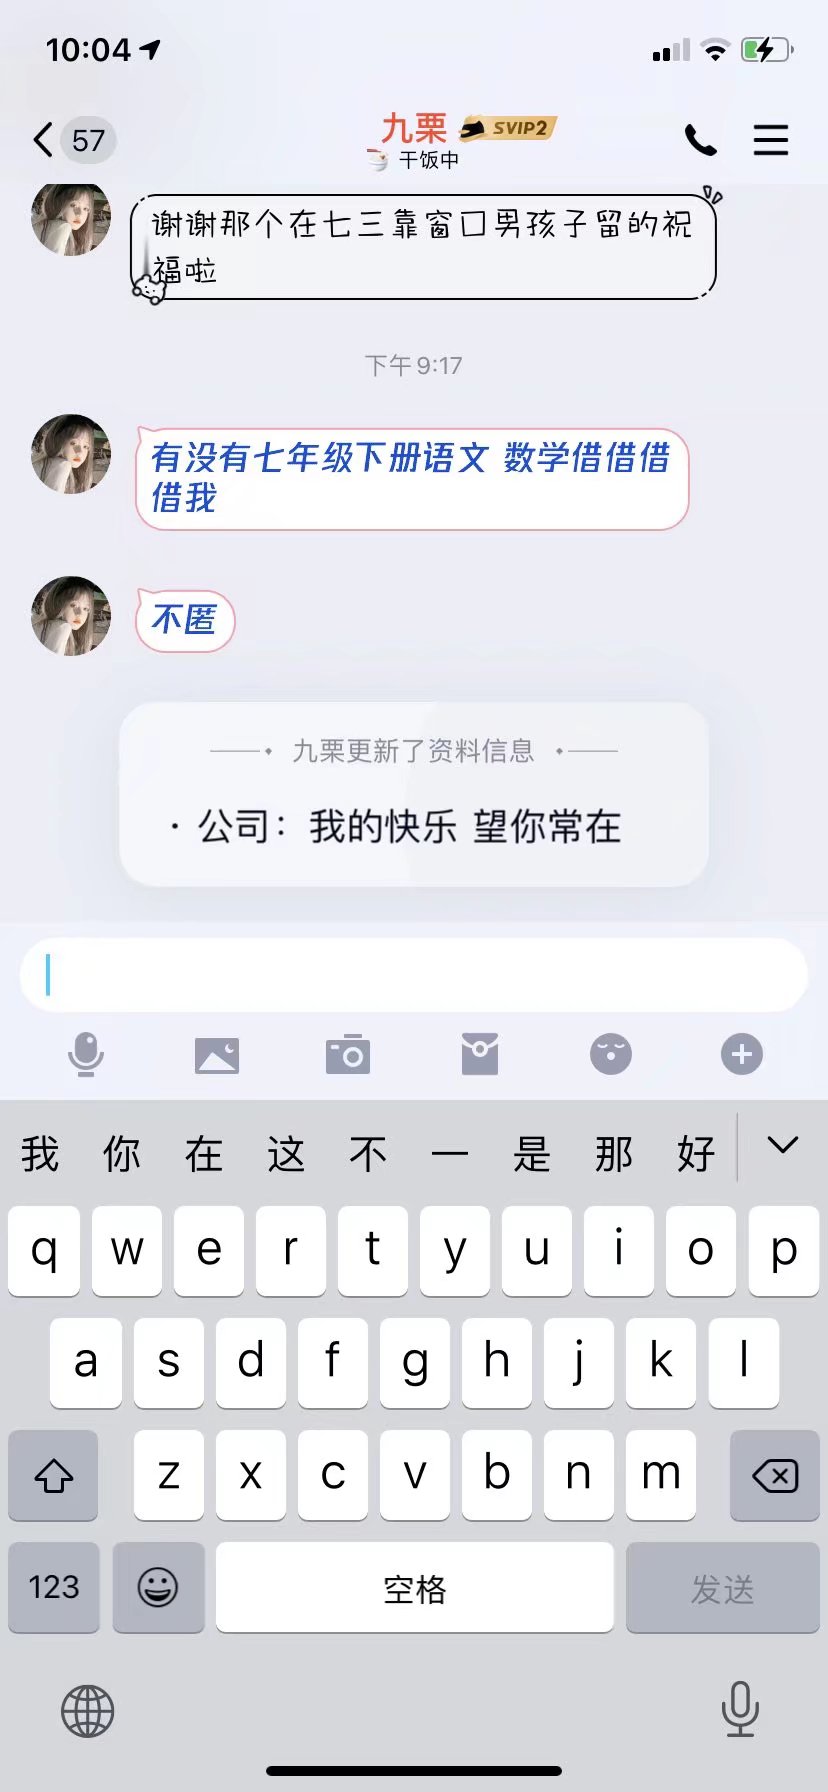 10:04
57
九栗 SVIP2
干饭中
谢谢那个在七三靠窗口男孩子留的祝
福啦
下午9:17
有没有七年级下册语文 数学借借借
借我
不匿
九栗更新了资料信息
· 公司：我的快乐 望你常在
我 你 在 这 不 一 是 那 好
q w e r t y u i o p
a s d f g h j k l
z x c v b n m
123 空格 发送